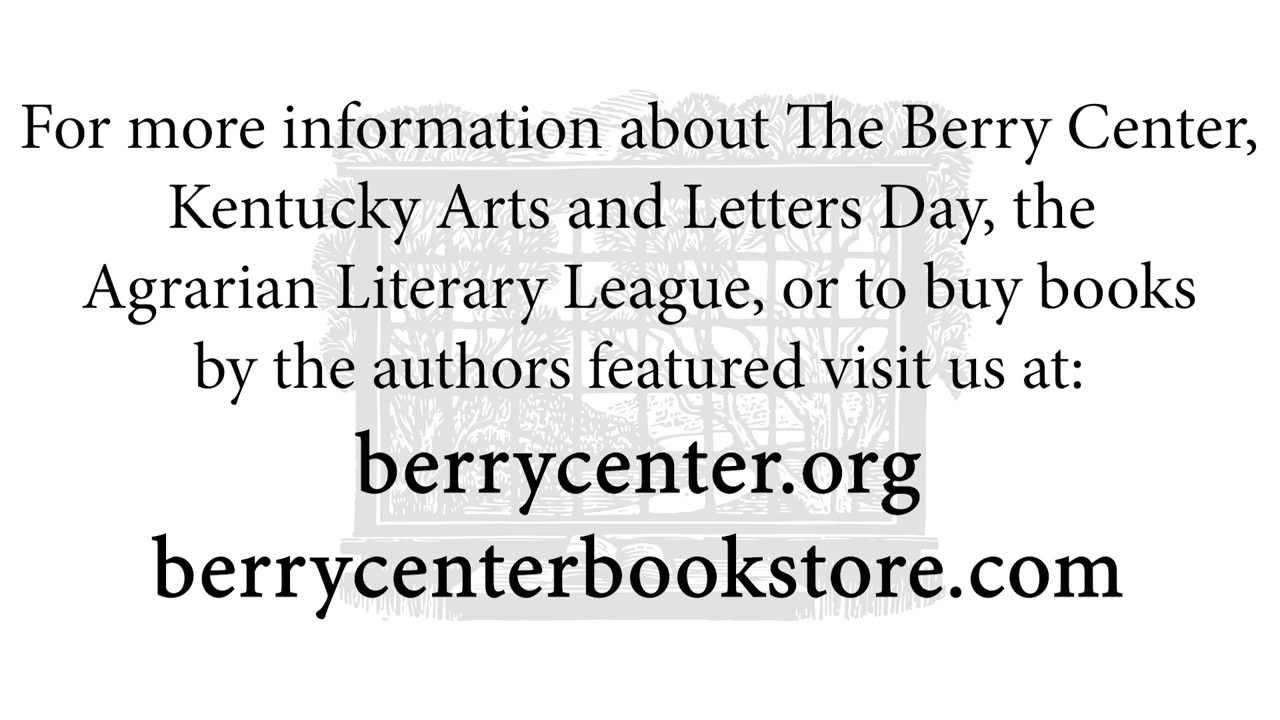 For more information about The Berry Center,
Kentucky Arts and Letters Day, the
Agrarian Literary League, or to buy books
by the authors featured visit us at:
berrycenter.org
berrycenterbookstore.com